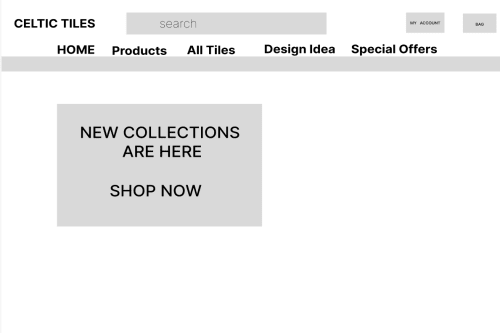 CELTIC TILES
search
MY ACCOUNT
BAG
HOME Products All Tiles Design Idea Special Offers
NEW COLLECTIONS
ARE HERE
SHOP NOW